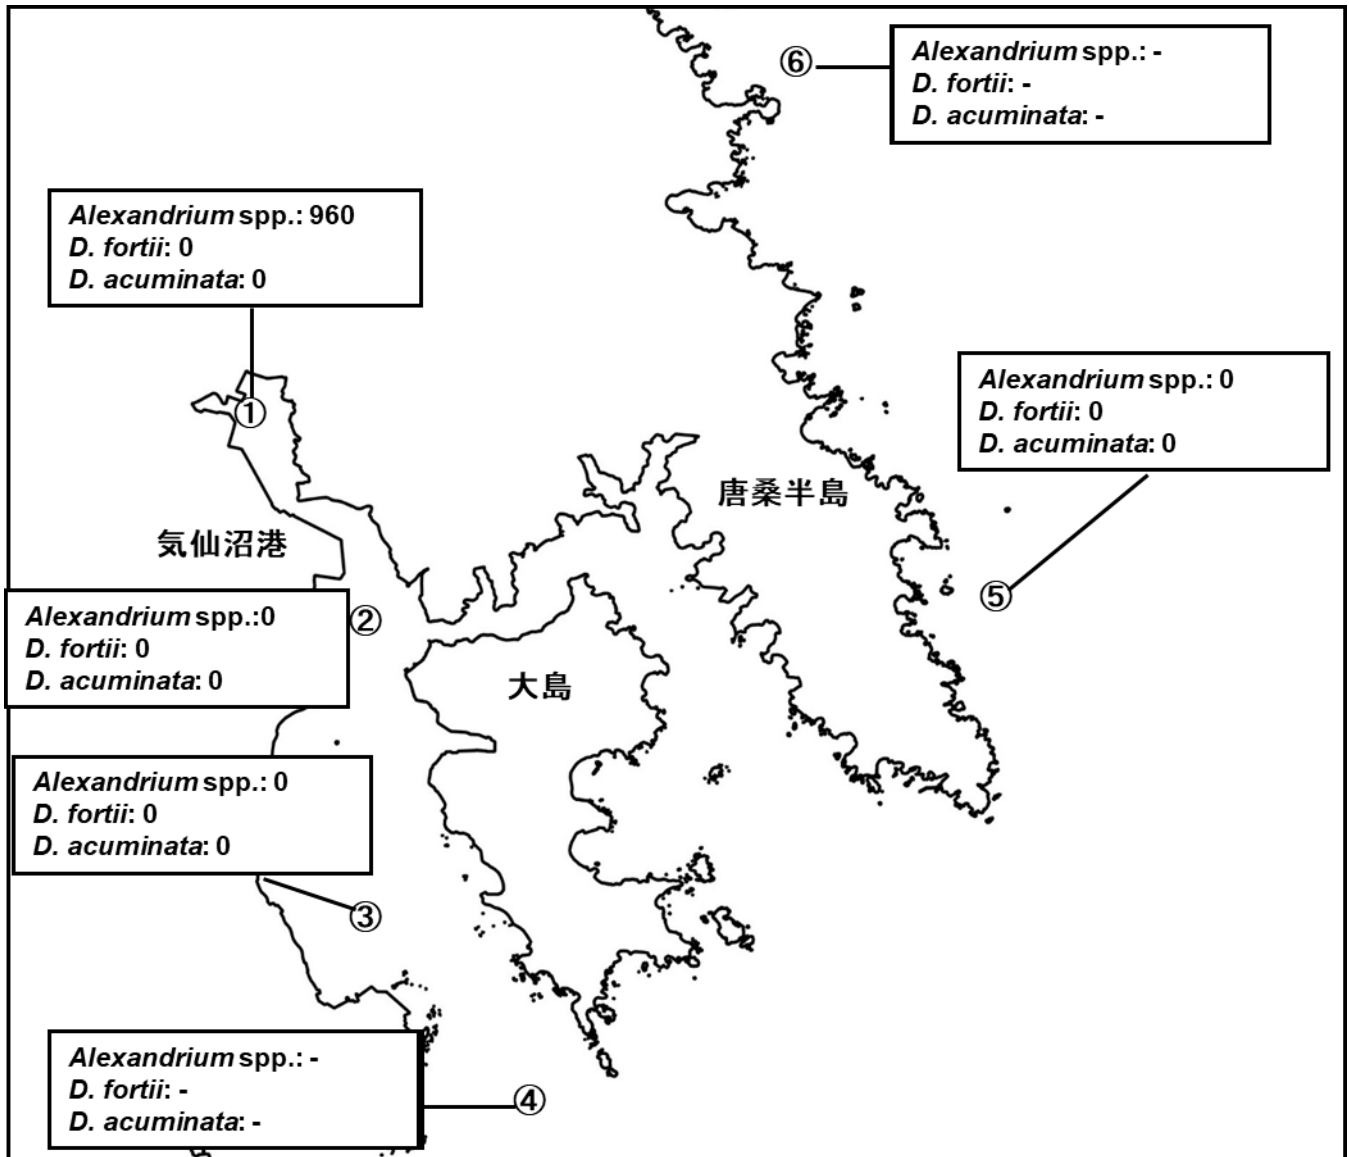 ⑥
Alexandrium spp.: -
D. fortii: -
D. acuminata: -
Alexandrium spp.: 960
D. fortii: 0
D. acuminata: 0
①
Alexandrium spp.: 0
D. fortii: 0
D. acuminata: 0
唐桑半島
気仙沼港
⑤
Alexandrium spp.:0
D. fortii: 0
D. acuminata: 0
②
大島
Alexandrium spp.: 0
D. fortii: 0
D. acuminata: 0
③
Alexandrium spp.: -
D. fortii: -
D. acuminata: -
④